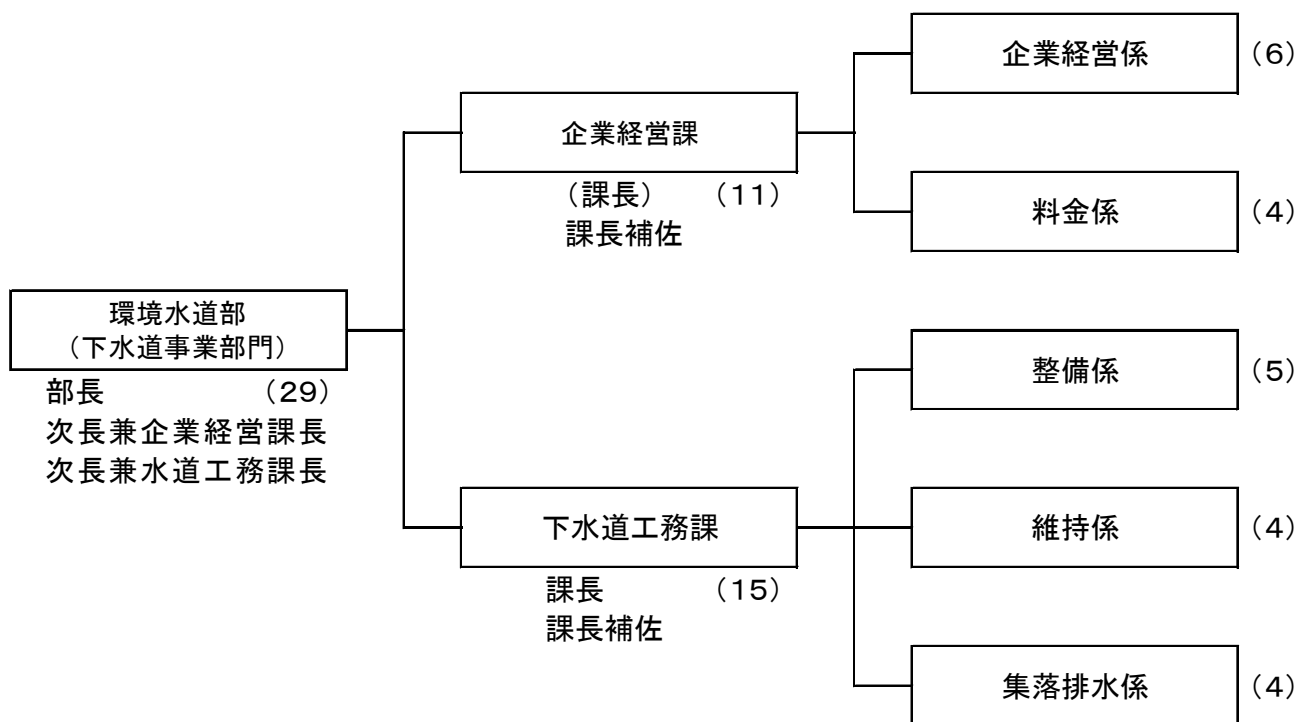 環境水道部
（下水道事業部門）
部長　（29）
次長兼企業経営課長
次長兼水道工務課長
企業経営課
（課長）　（11）
課長補佐
企業経営係　（6）
料金係　（4）
下水道工務課
課長　（15）
課長補佐
整備係　（5）
維持係　（4）
集落排水係　（4）